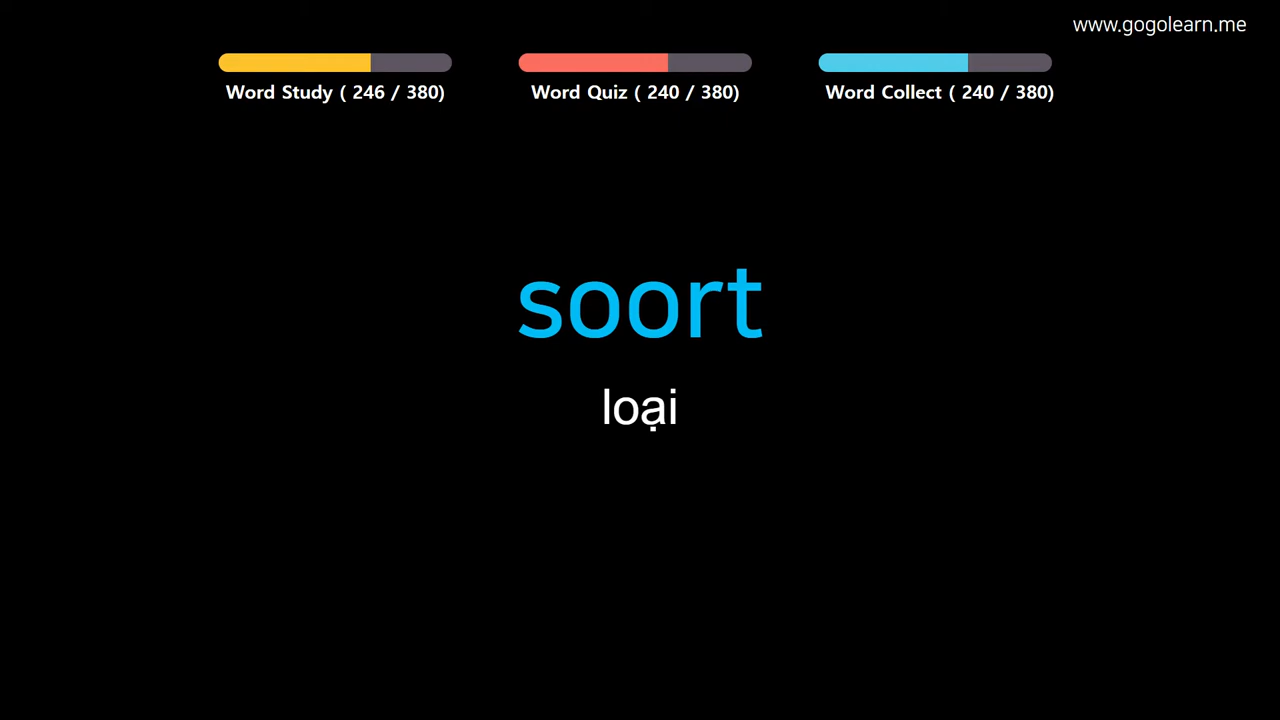 www.gogolearn.me
Word Study ( 246 / 380)
Word Quiz ( 240 / 380)
Word Collect ( 240 / 380)
soort
loại